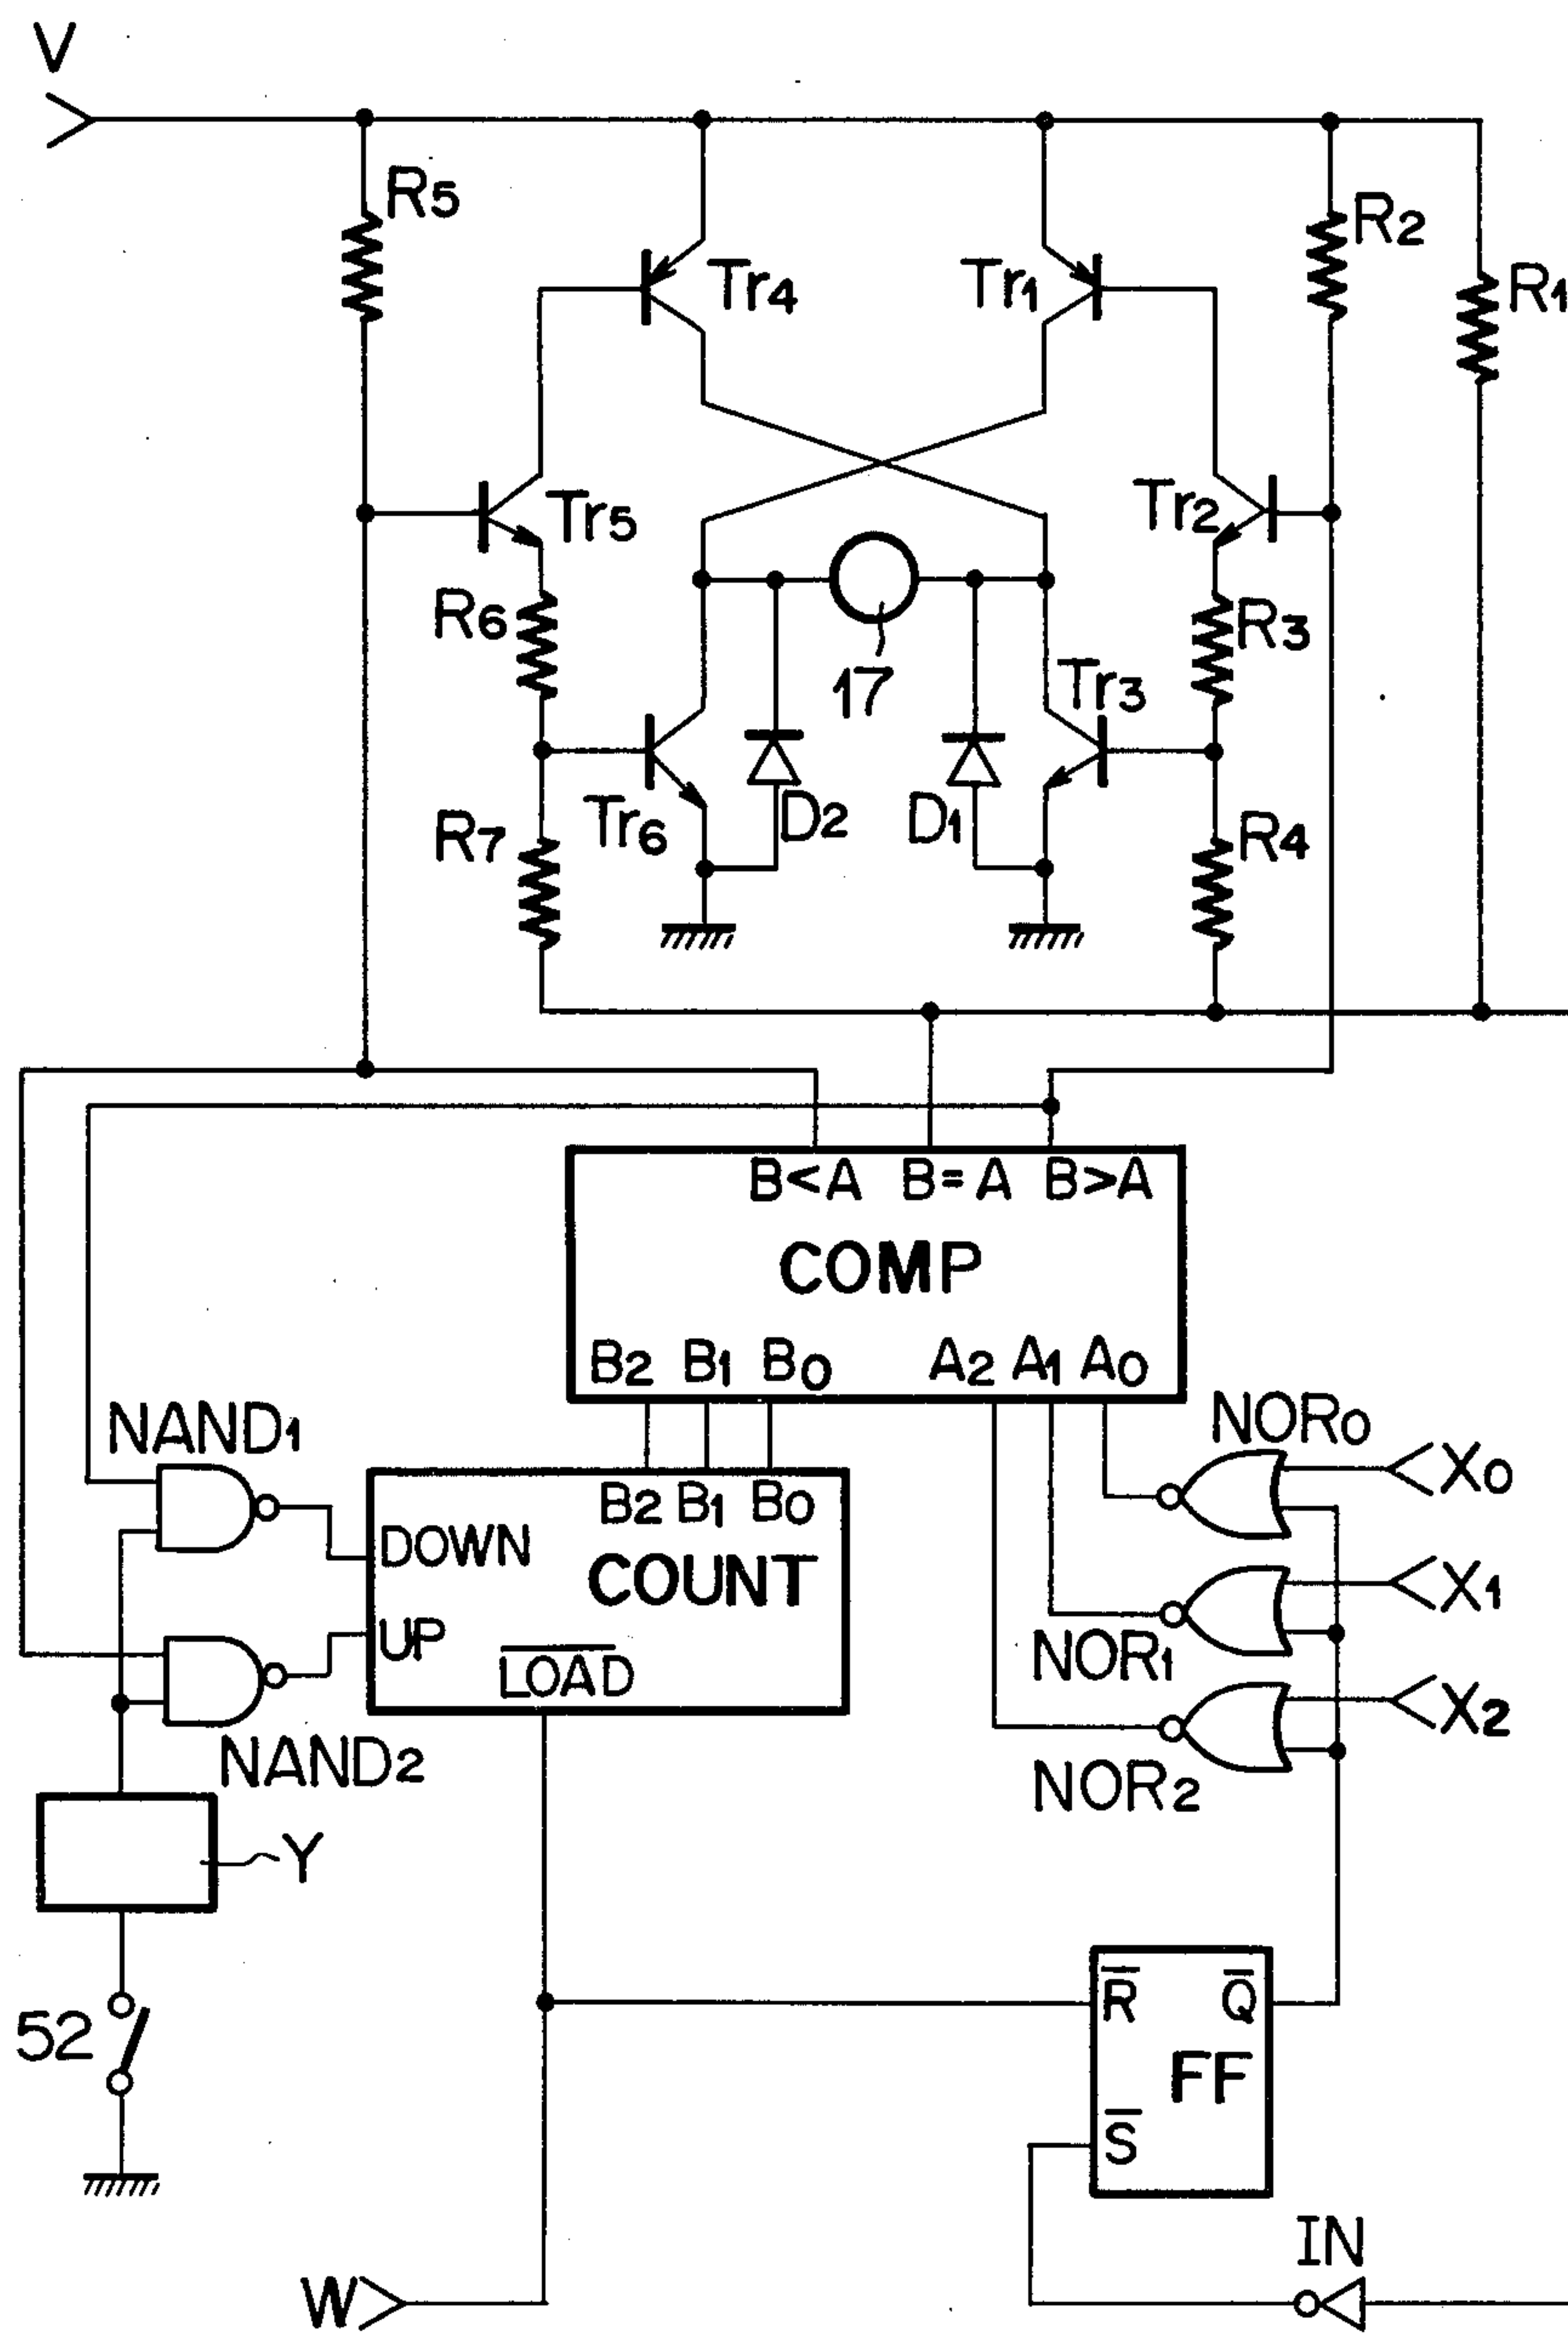 V
R5
R2
R1
Tr4
Tr1
Tr5
Tr2
R6
R3
17
Tr3
D2
D1
Tr6
R7
R4
B<A B=A B>A
COMP
B2 B1 B0 A2 A1 A0
NAND1
NOR0
X0
B2 B1 B0
DOWN
COUNT
X1
UP
NOR1
LOAD
X2
NAND2
NOR2
Y
R Q
52
FF
S
IN
W